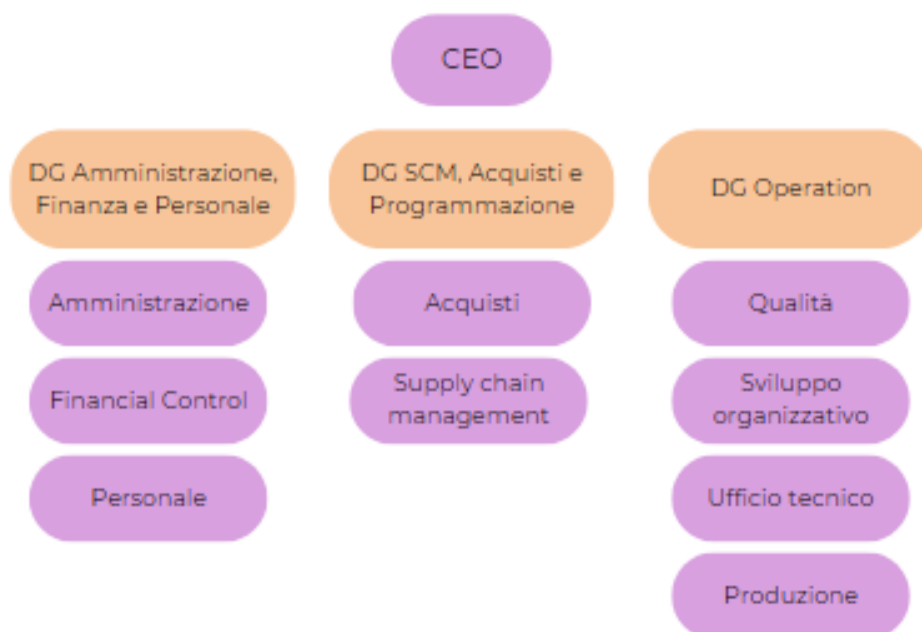 CEO
DG Amministrazione,
Finanza e Personale
DG SCM, Acquisti e
Programmazione
DG Operation
Amministrazione
Acquisti
Qualità
Financial Control
Supply chain
management
Sviluppo
organizzativo
Personale
Ufficio tecnico
Produzione